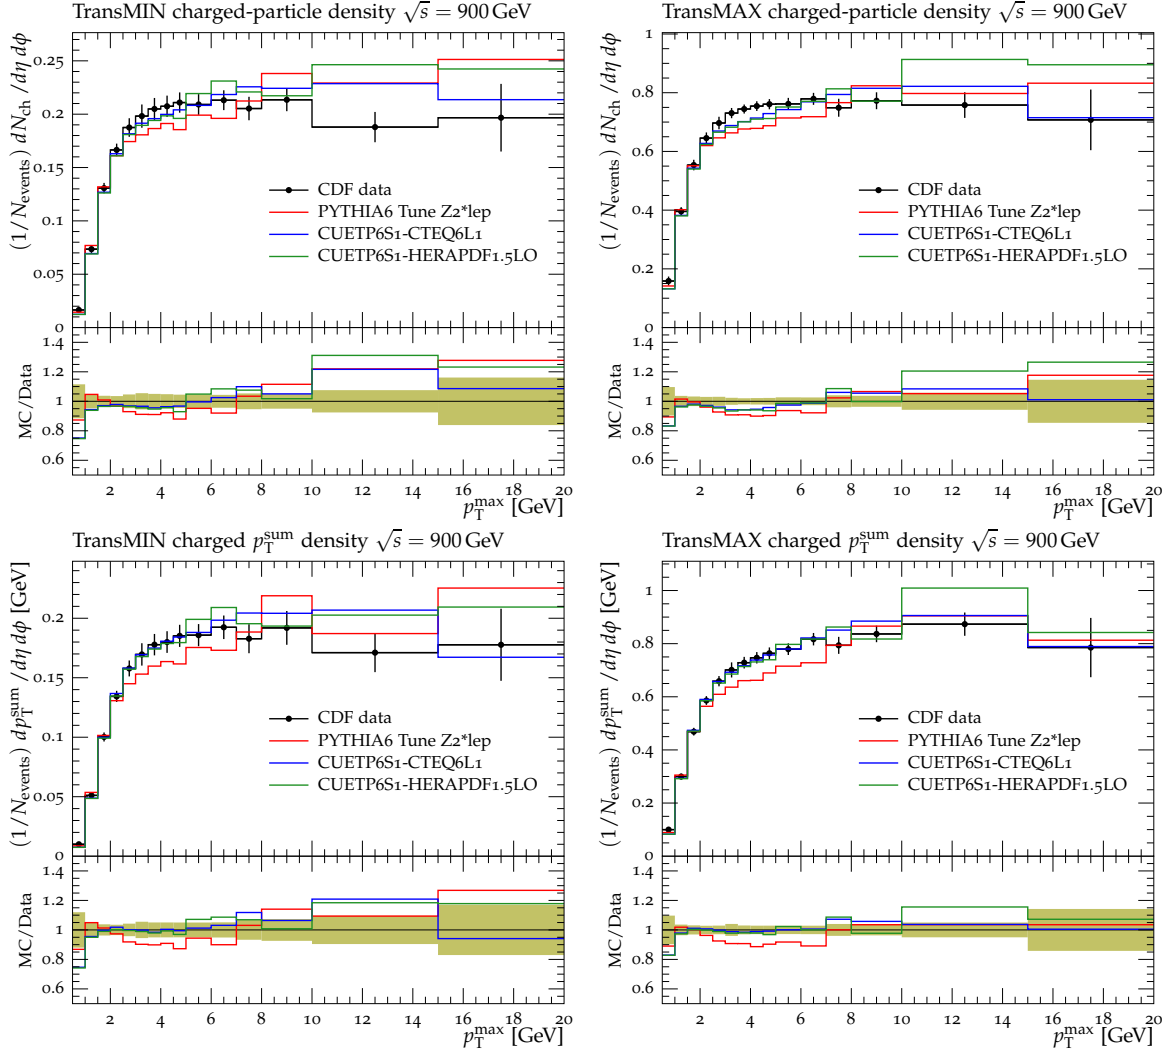 TransMIN charged-particle density √s = 900 GeV
(1/N_events) dN_ch/dη dϕ
0.25
0.2
0.15
0.1
0.05
0
CDF data
PYTHIA6 Tune Z2*lep
CUETP6S1-CTEQ6L1
CUETP6S1-HERAPDF1.5LO
MC/Data
1.4
1.2
1
0.8
0.6
2 4 6 8 10 12 14 16 18 20
p_T^max [GeV]
TransMAX charged-particle density √s = 900 GeV
(1/N_events) dN_ch/dη dϕ
1
0.8
0.6
0.4
0.2
0
CDF data
PYTHIA6 Tune Z2*lep
CUETP6S1-CTEQ6L1
CUETP6S1-HERAPDF1.5LO
MC/Data
1.4
1.2
1
0.8
0.6
2 4 6 8 10 12 14 16 18 20
p_T^max [GeV]
TransMIN charged p_T^sum density √s = 900 GeV
(1/N_events) dp_T^sum/dη dϕ [GeV]
0.2
0.15
0.1
0.05
0
CDF data
PYTHIA6 Tune Z2*lep
CUETP6S1-CTEQ6L1
CUETP6S1-HERAPDF1.5LO
MC/Data
1.4
1.2
1
0.8
0.6
2 4 6 8 10 12 14 16 18 20
p_T^max [GeV]
TransMAX charged p_T^sum density √s = 900 GeV
(1/N_events) dp_T^sum/dη dϕ [GeV]
1
0.8
0.6
0.4
0.2
0
CDF data
PYTHIA6 Tune Z2*lep
CUETP6S1-CTEQ6L1
CUETP6S1-HERAPDF1.5LO
MC/Data
1.4
1.2
1
0.8
0.6
2 4 6 8 10 12 14 16 18 20
p_T^max [GeV]